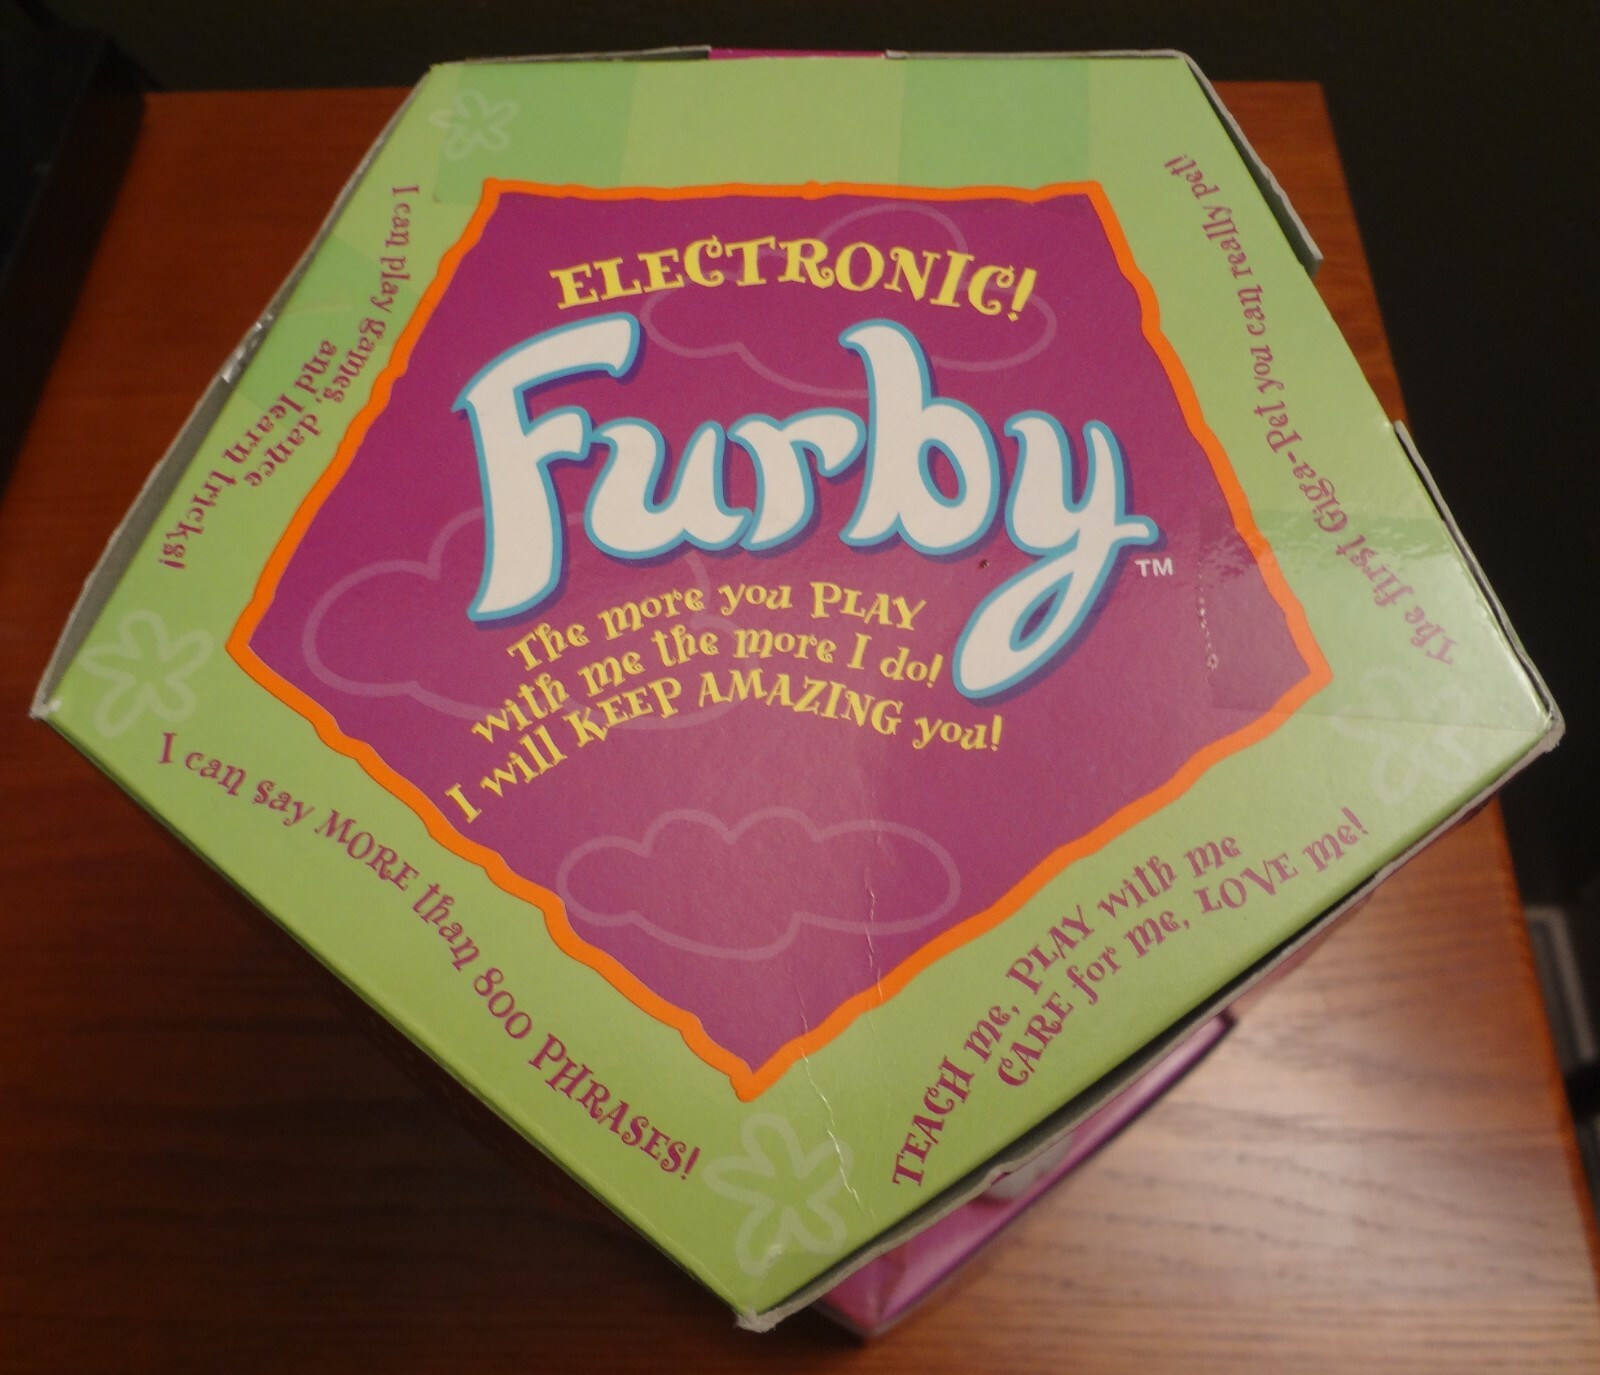 ELECTRONIC!
Furby™
The more you PLAY
with me the more I do!
I will KEEP AMAZING you!
I can play games, dance
and learn tricks!
The first Giga-Pet you can really pet!
I can say MORE than 800 PHRASES!
TEACH me, PLAY with me
CARE for me, LOVE me!